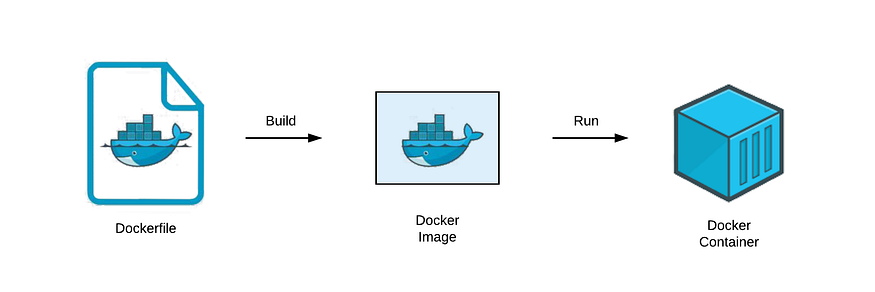 Build
Run
Dockerfile
Docker
Image
Docker
Container